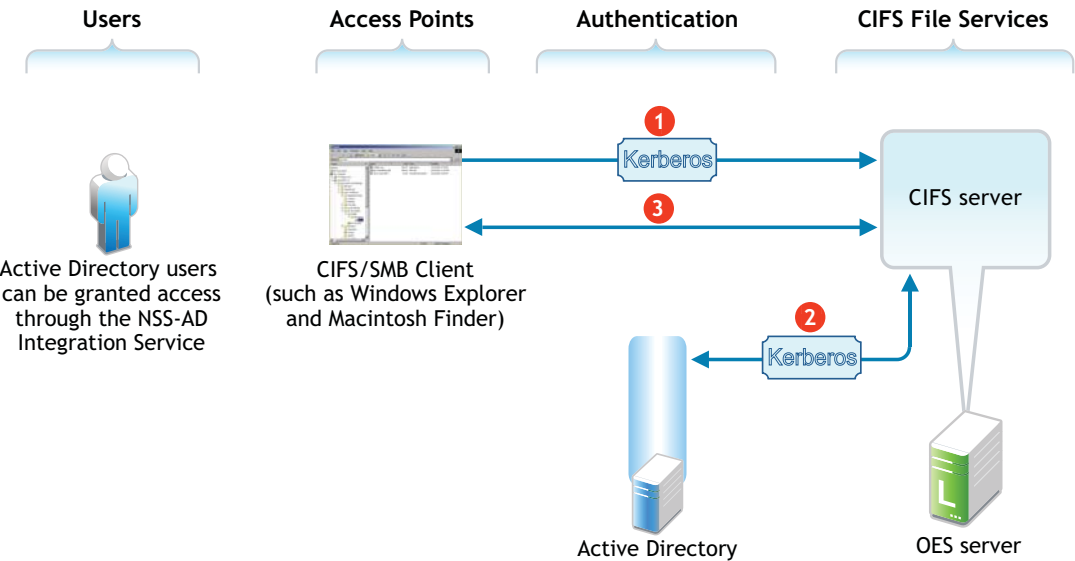 Users
Access Points
Authentication
CIFS File Services
1
Kerberos
3
CIFS server
Active Directory users
can be granted access
through the NSS-AD
Integration Service
CIFS/SMB Client
(such as Windows Explorer
and Macintosh Finder)
2
Kerberos
L
Active Directory
OES server